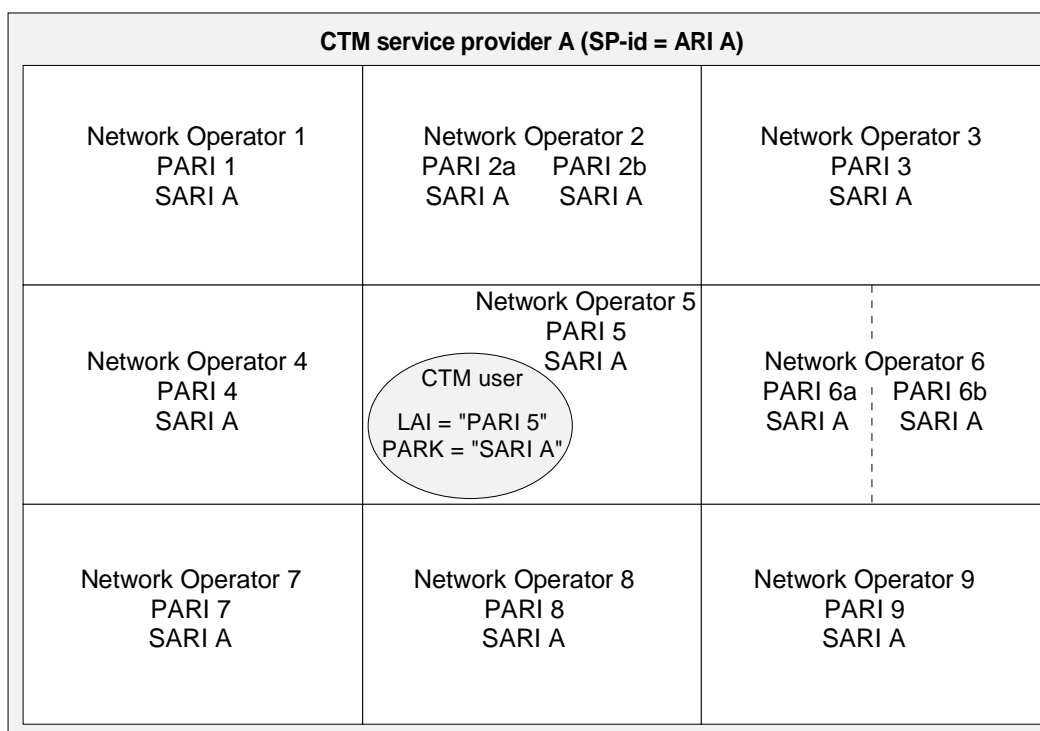 CTM service provider A (SP-id = ARI A)
Network Operator 1
PARI 1
SARI A
Network Operator 2
PARI 2a PARI 2b
SARI A SARI A
Network Operator 3
PARI 3
SARI A
Network Operator 4
PARI 4
SARI A
Network Operator 5
PARI 5
SARI A
CTM user
LAI = "PARI 5"
PARK = "SARI A"
Network Operator 6
PARI 6a PARI 6b
SARI A SARI A
Network Operator 7
PARI 7
SARI A
Network Operator 8
PARI 8
SARI A
Network Operator 9
PARI 9
SARI A